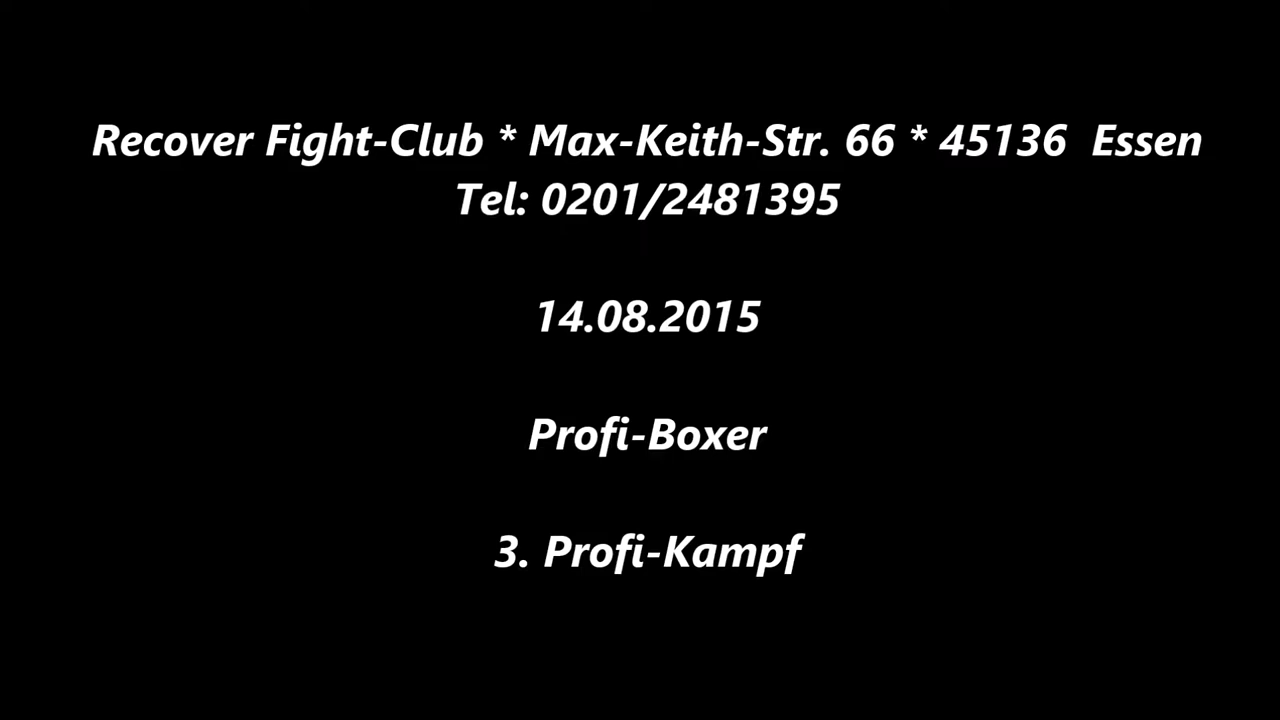 Recover Fight-Club * Max-Keith-Str. 66 * 45136 Essen
Tel: 0201/2481395
14.08.2015
Profi-Boxer
3. Profi-Kampf